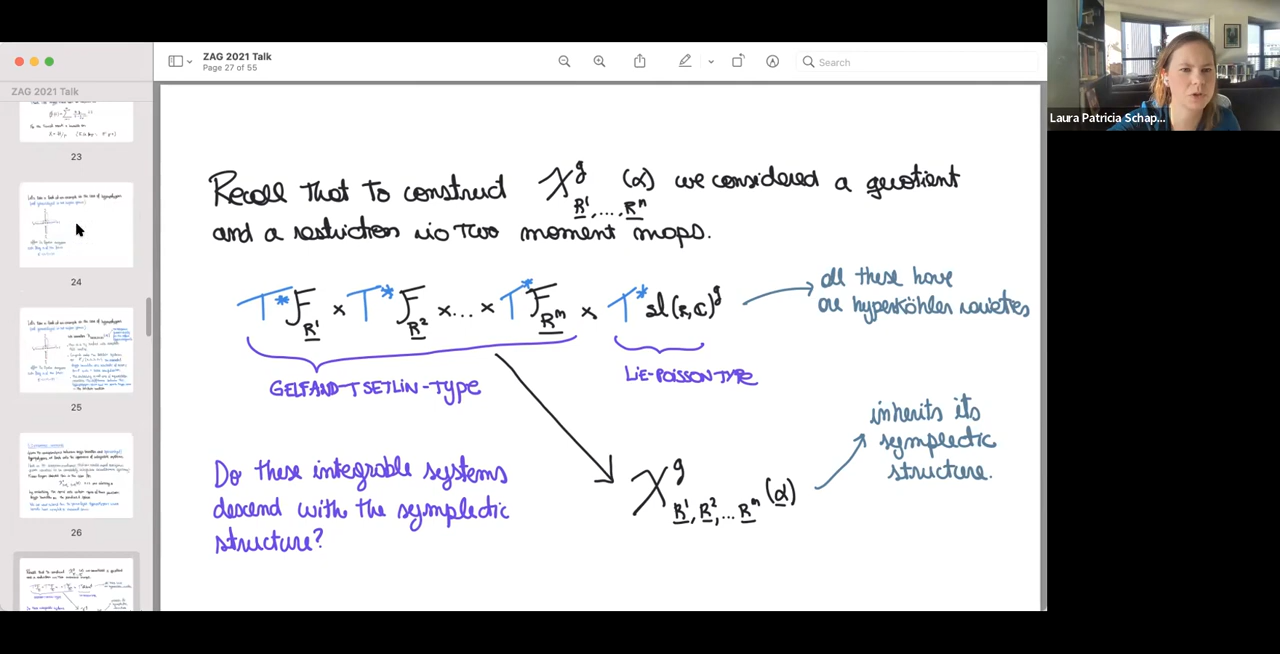 ZAG 2021 Talk
Page 27 of 55
Search
ZAG 2021 Talk
23
24
25
26
Laura Patricia Schap...
Recall that to construct X^g_{R^1,...,R^n} (α) we considered a quotient
and a restriction via two moment maps.
T*F_{R^1} × T*F_{R^2} × ... × T*F_{R^n} × T*sl(r,C)^g
all these have
are hyperkähler varieties
GELFAND-TSETLIN-TYPE
LIE-POISSON TYPE
inherits its
symplectic
structure.
Do these integrable systems
descend with the symplectic
structure?
X^g_{R^1, R^2, ... R^n} (α)